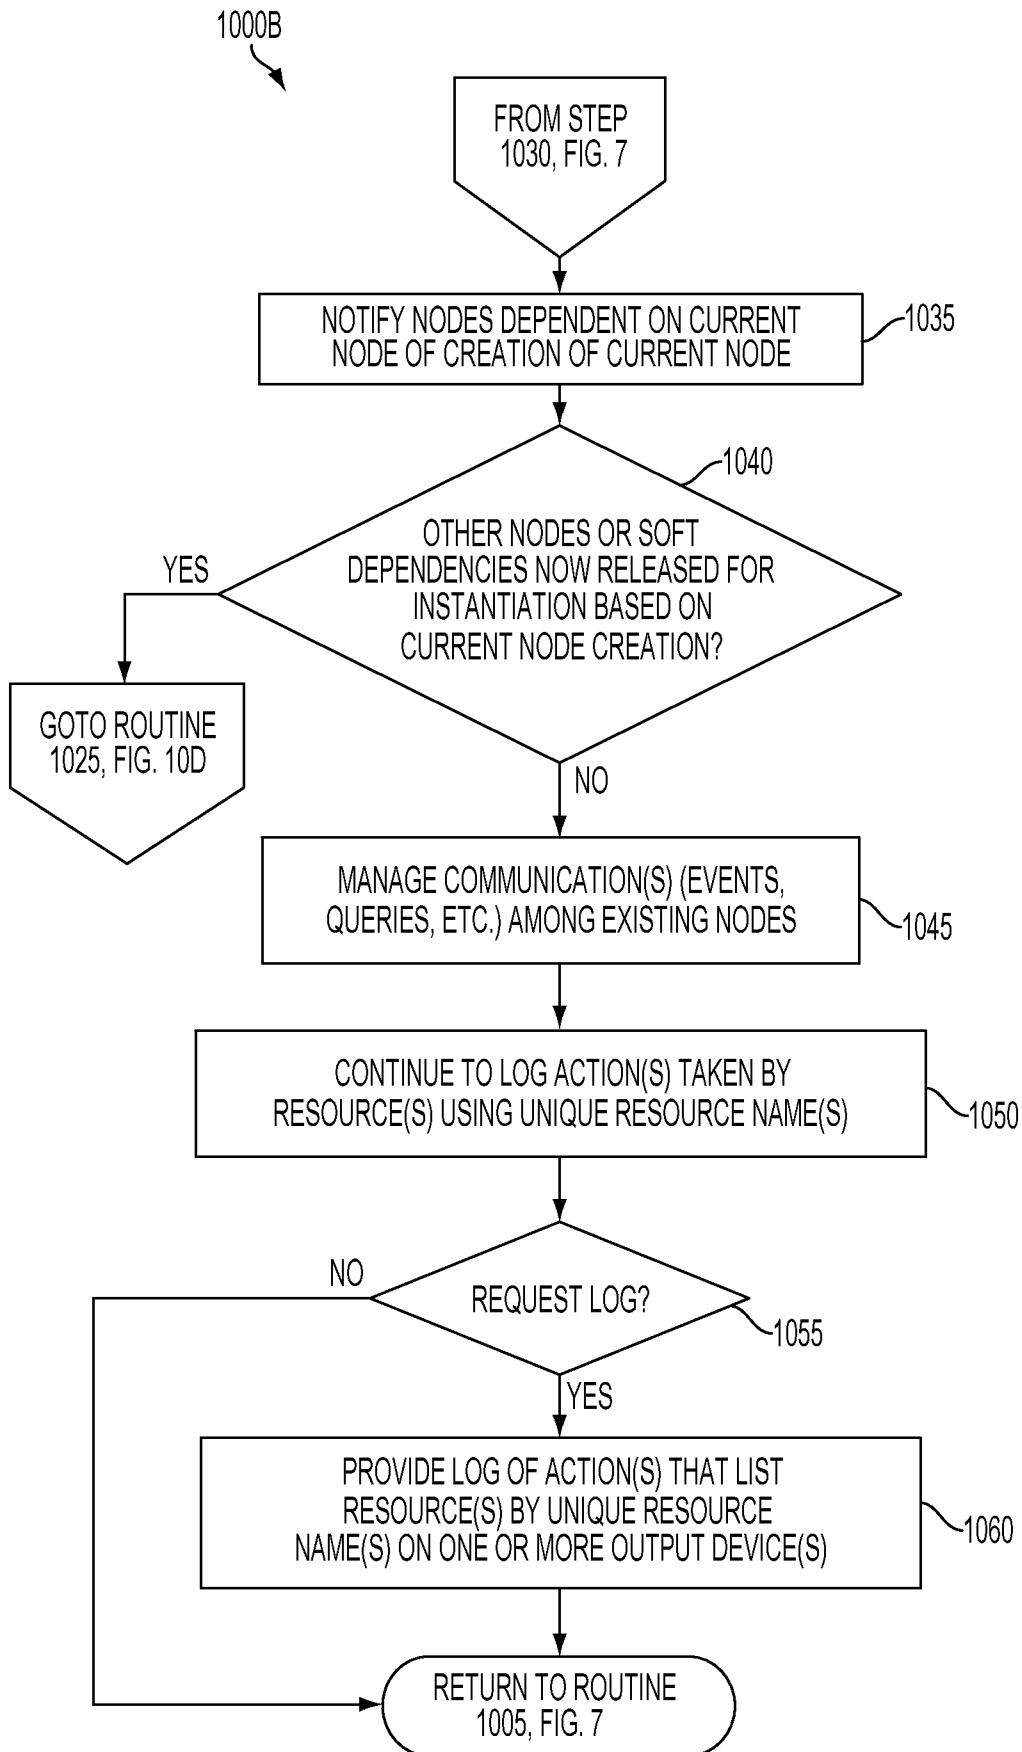 1000B
FROM STEP
1030, FIG. 7
NOTIFY NODES DEPENDENT ON CURRENT
NODE OF CREATION OF CURRENT NODE
1035
1040
OTHER NODES OR SOFT
DEPENDENCIES NOW RELEASED FOR
INSTANTIATION BASED ON
CURRENT NODE CREATION?
YES
GOTO ROUTINE
1025, FIG. 10D
NO
MANAGE COMMUNICATION(S) (EVENTS,
QUERIES, ETC.) AMONG EXISTING NODES
1045
CONTINUE TO LOG ACTION(S) TAKEN BY
RESOURCE(S) USING UNIQUE RESOURCE NAME(S)
1050
NO
REQUEST LOG?
1055
YES
PROVIDE LOG OF ACTION(S) THAT LIST
RESOURCE(S) BY UNIQUE RESOURCE
NAME(S) ON ONE OR MORE OUTPUT DEVICE(S)
1060
RETURN TO ROUTINE
1005, FIG. 7